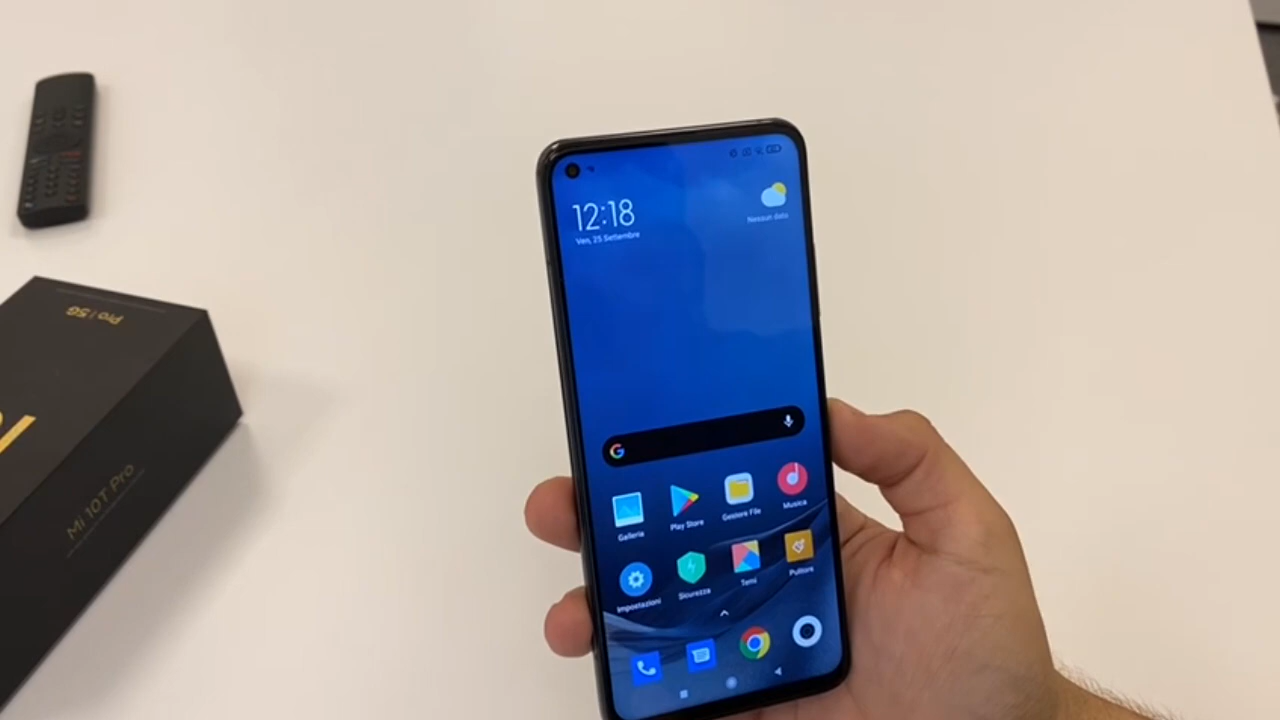 12:18
Ven, 25 Settembre
Nessun dato
G
Galleria
Play Store
Gestore File
Musica
Impostazioni
Sicurezza
Temi
Pulitore
Pro | 5G
Mi 10T Pro